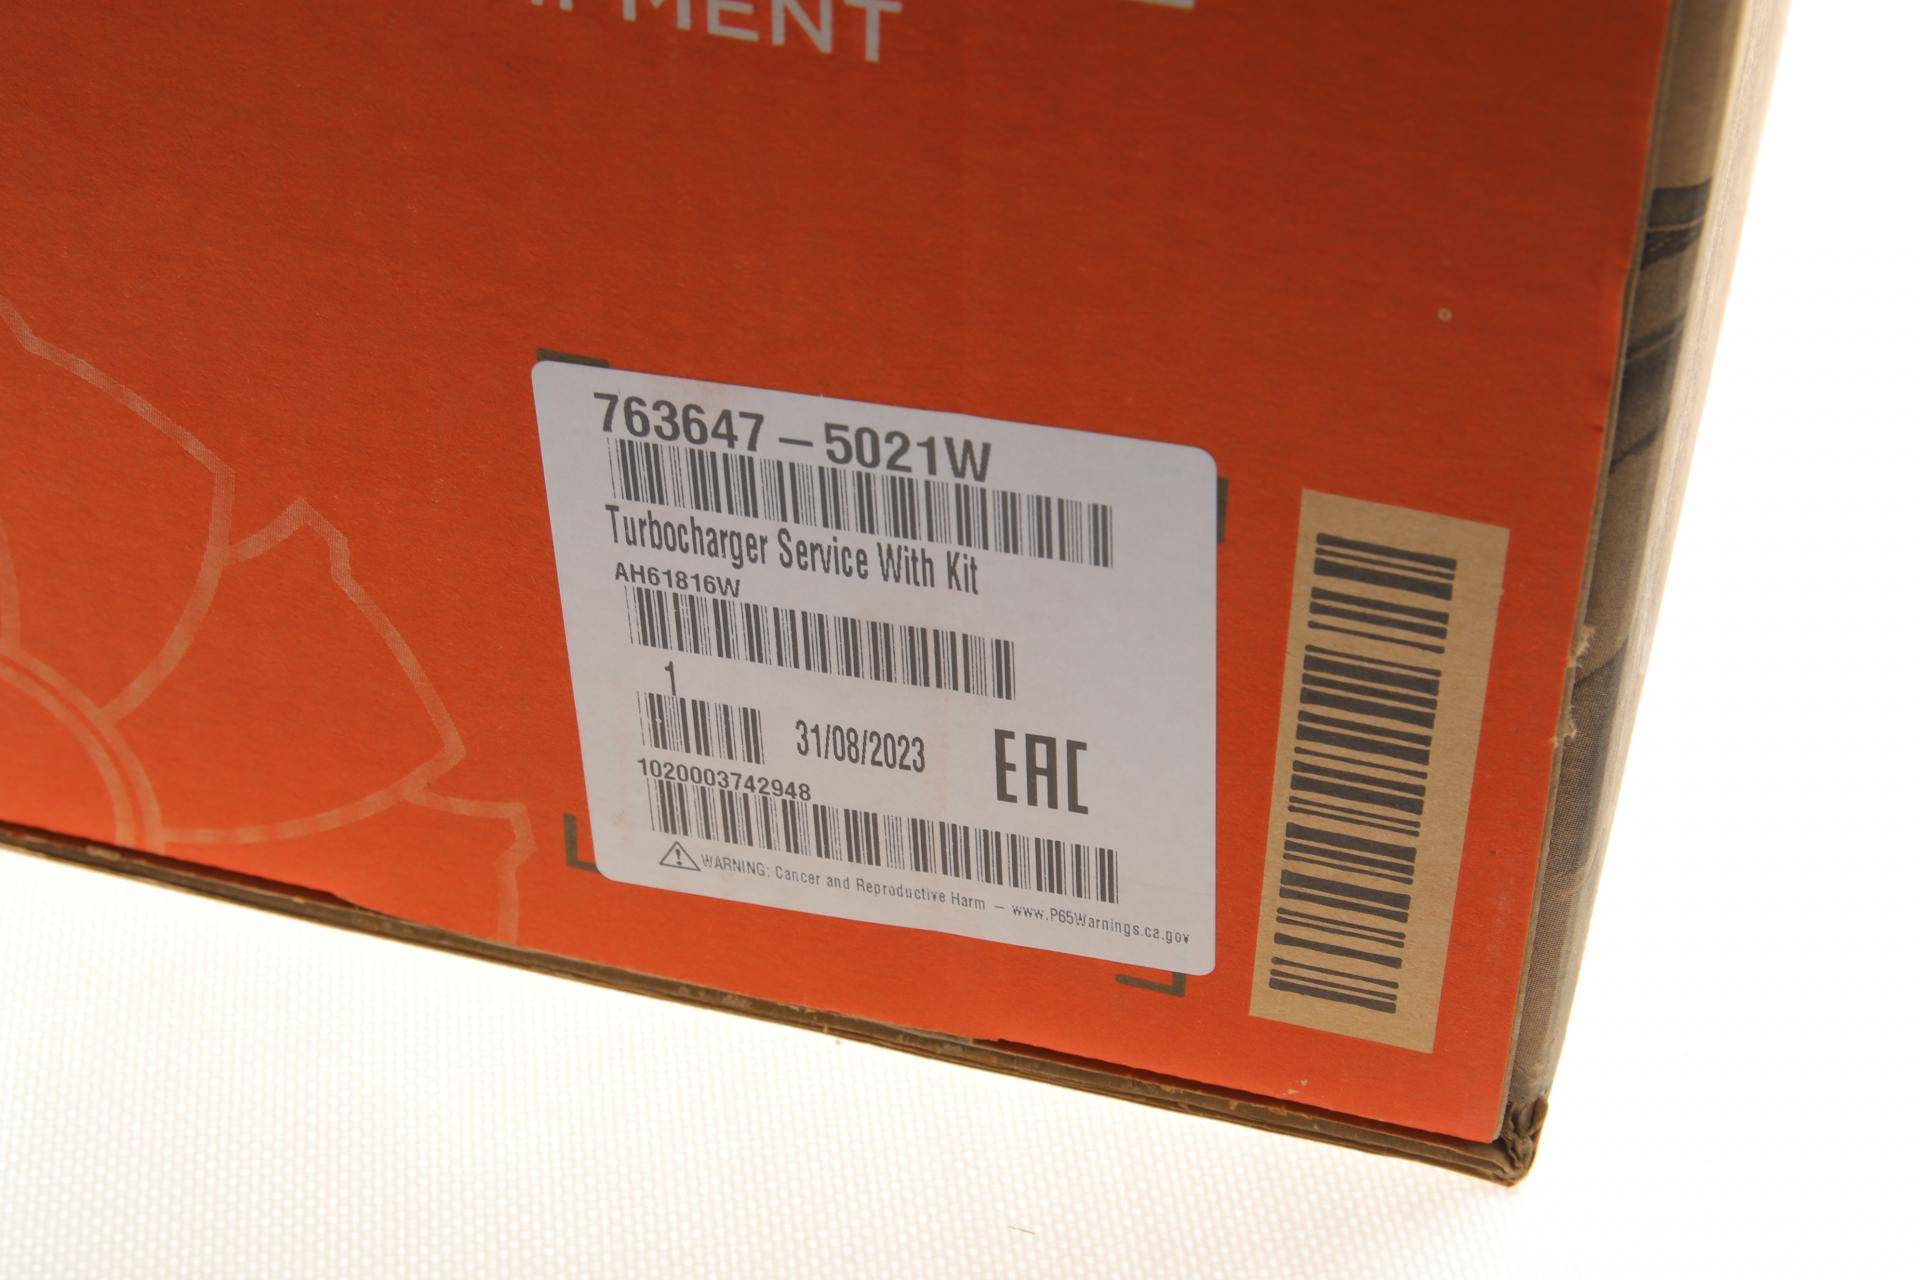 763647-5021W
Turbocharger Service With Kit
AH61816W
1
31/08/2023 EAC
1020003742948
WARNING: Cancer and Reproductive Harm - www.P65Warnings.ca.gov